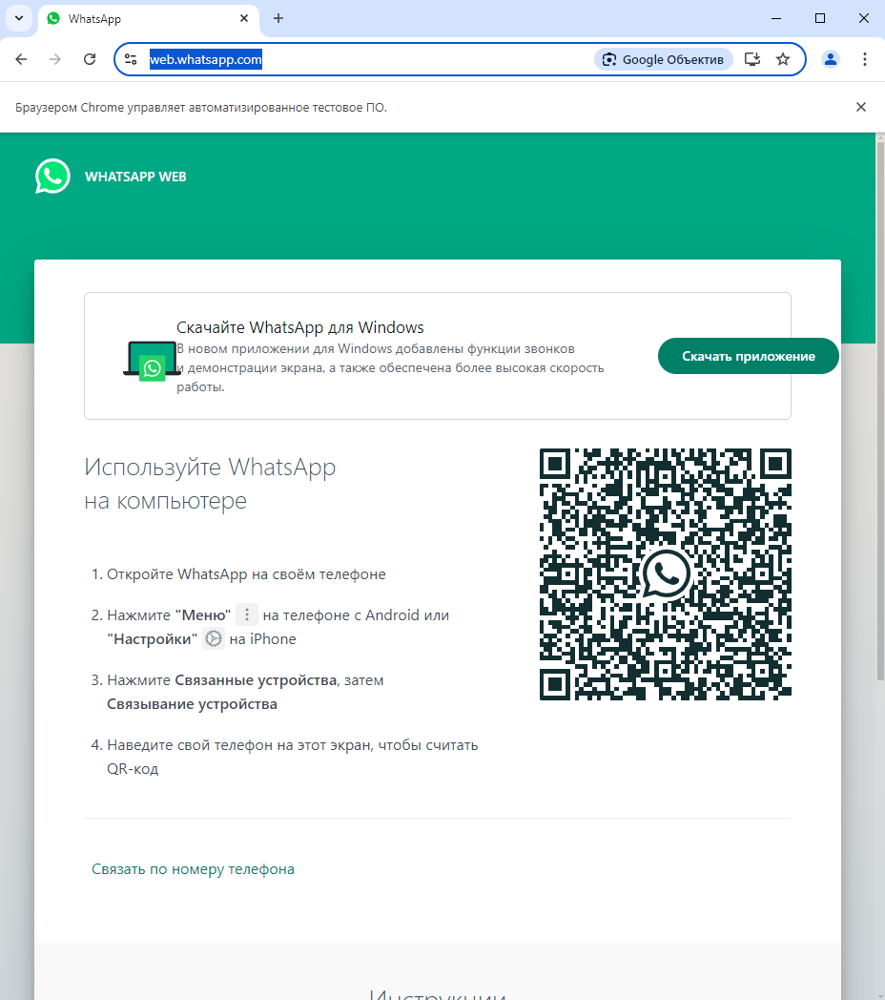 WhatsApp
web.whatsapp.com
Google Объектив
Браузером Chrome управляет автоматизированное тестовое ПО.
WHATSAPP WEB
Скачайте WhatsApp для Windows
В новом приложении для Windows добавлены функции звонков
и демонстрации экрана, а также обеспечена более высокая скорость
работы.
Скачать приложение
Используйте WhatsApp
на компьютере
1. Откройте WhatsApp на своём телефоне
2. Нажмите "Меню" на телефоне с Android или
"Настройки" на iPhone
3. Нажмите Связанные устройства, затем
Связывание устройства
4. Наведите свой телефон на этот экран, чтобы считать
QR-код
Связать по номеру телефона
Инструкции